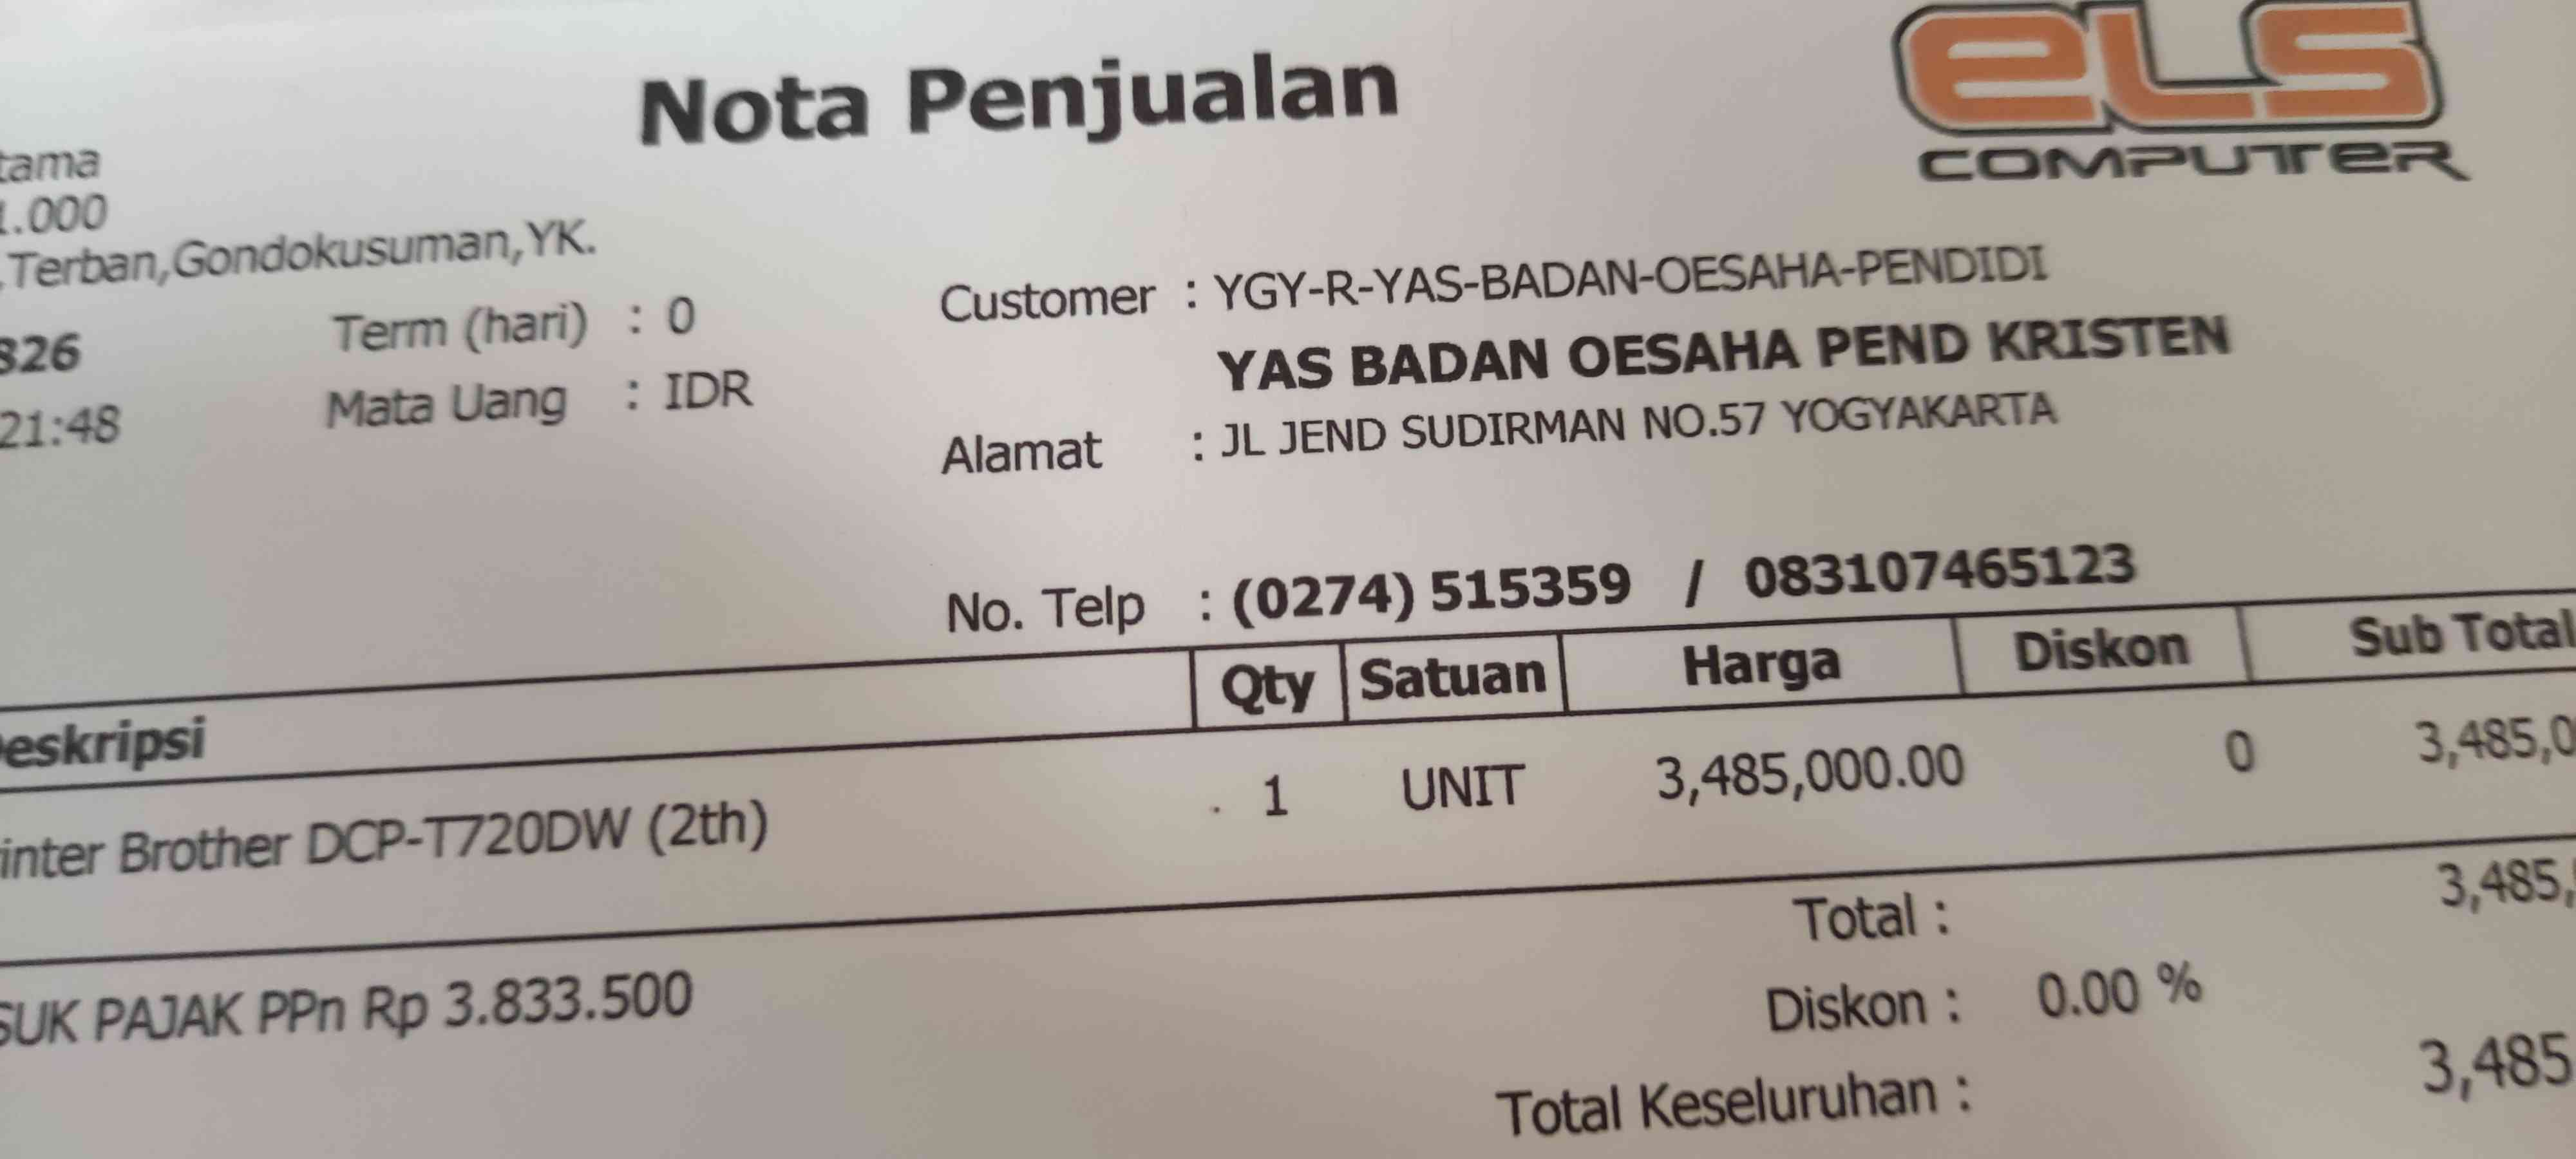 Nota Penjualan
eLS
COMPUTER
tama
1.000
,Terban,Gondokusuman,YK.
826
Term (hari) : 0
21:48
Mata Uang : IDR
Customer : YGY-R-YAS-BADAN-OESAHA-PENDIDI
YAS BADAN OESAHA PEND KRISTEN
Alamat : JL JEND SUDIRMAN NO.57 YOGYAKARTA
No. Telp : (0274) 515359 / 083107465123
eskripsi Qty Satuan Harga Diskon Sub Total
inter Brother DCP-T720DW (2th) 1 UNIT 3,485,000.00 0 3,485,0
Total : 3,485,
SUK PAJAK PPn Rp 3.833.500
Diskon : 0.00 %
Total Keseluruhan : 3,485